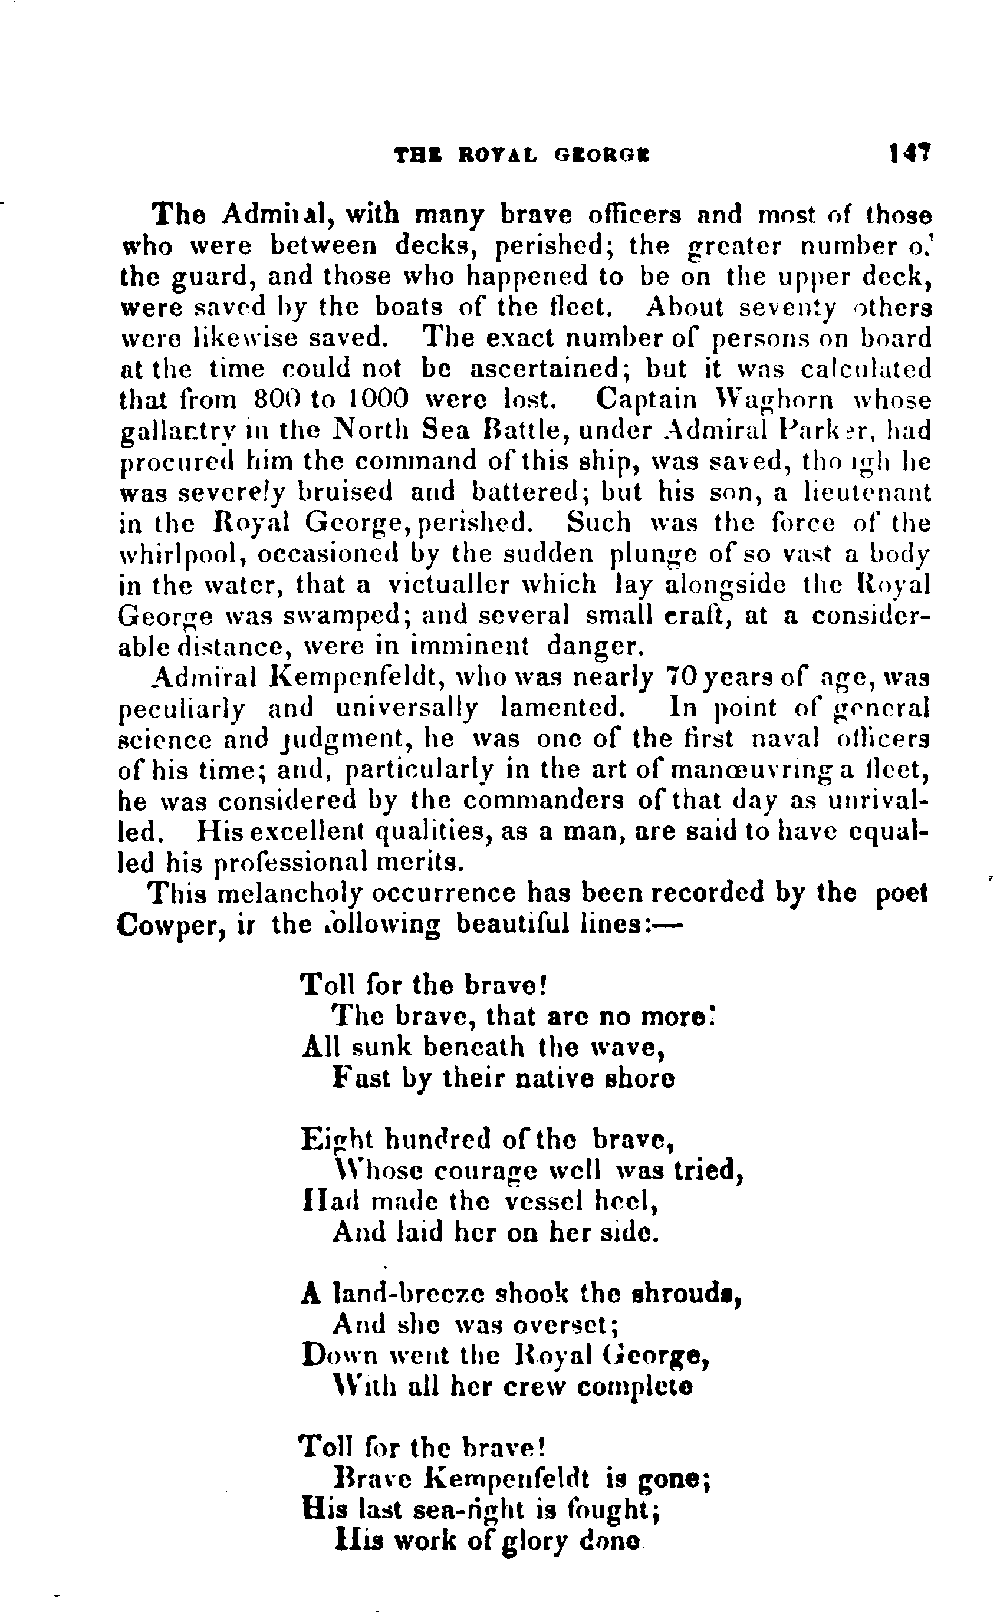 THE ROYAL GEORGE 147
The Admiral, with many brave officers and most of those
who were between decks, perished; the greater number of
the guard, and those who happened to be on the upper deck,
were saved by the boats of the fleet. About seventy others
were likewise saved. The exact number of persons on board
at the time could not be ascertained; but it was calculated
that from 800 to 1000 were lost. Captain Waghorn whose
gallantry in the North Sea Battle, under Admiral Parker, had
procured him the command of this ship, was saved, though he
was severely bruised and battered; but his son, a lieutenant
in the Royal George, perished. Such was the force of the
whirlpool, occasioned by the sudden plunge of so vast a body
in the water, that a victualler which lay alongside the Royal
George was swamped; and several small craft, at a consider-
able distance, were in imminent danger.
Admiral Kempenfeldt, who was nearly 70 years of age, was
peculiarly and universally lamented. In point of general
science and judgment, he was one of the first naval officers
of his time; and, particularly in the art of manœuvring a fleet,
he was considered by the commanders of that day as unrival-
led. His excellent qualities, as a man, are said to have equal-
led his professional merits.
This melancholy occurrence has been recorded by the poet
Cowper, in the following beautiful lines:—
Toll for the brave!
The brave, that are no more!
All sunk beneath the wave,
Fast by their native shore
Eight hundred of the brave,
Whose courage well was tried,
Had made the vessel heel,
And laid her on her side.
A land-breeze shook the shrouds,
And she was overset;
Down went the Royal George,
With all her crew complete
Toll for the brave!
Brave Kempenfeldt is gone;
His last sea-fight is fought;
His work of glory done